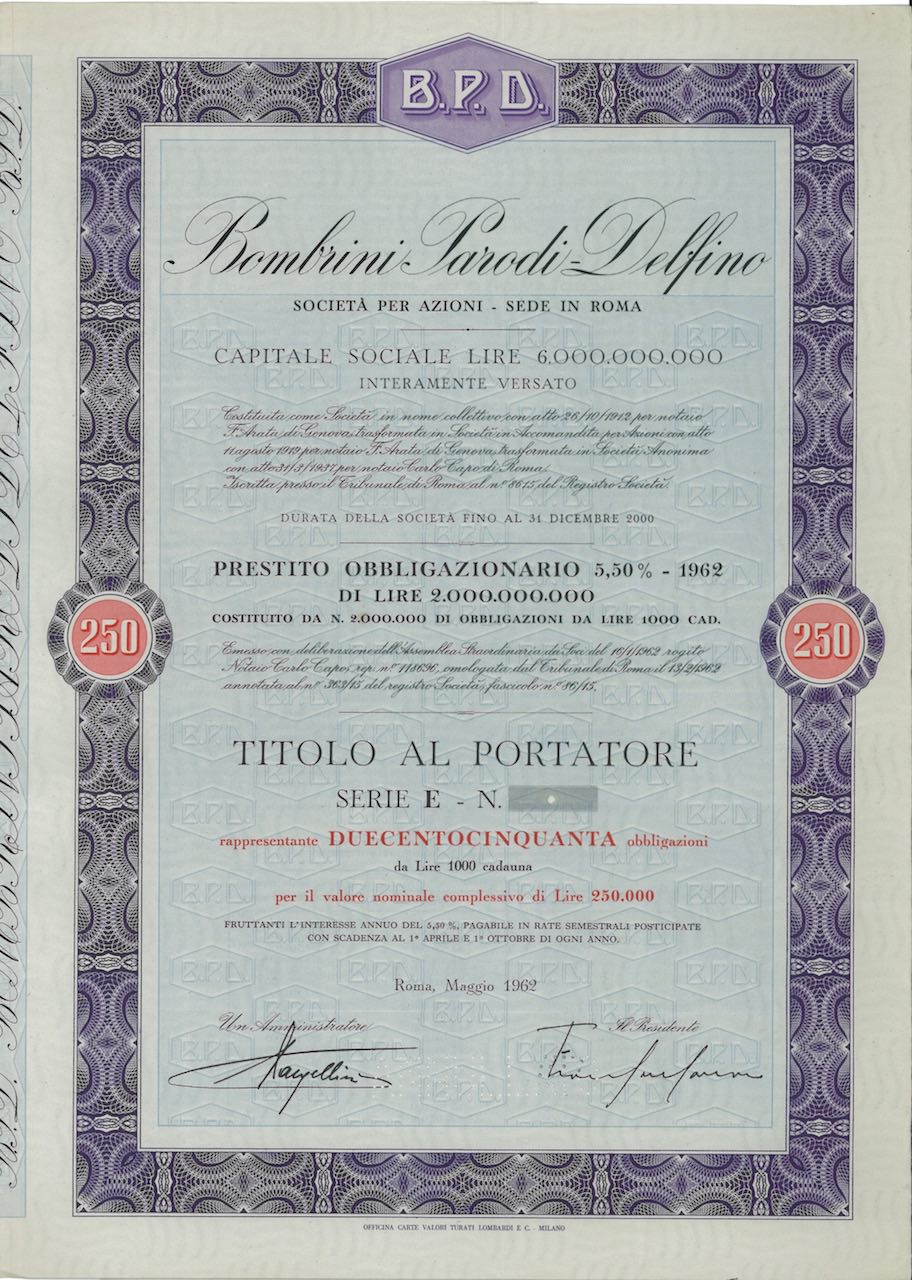 B.P.D.
Bombrini Parodi-Delfino
SOCIETÀ PER AZIONI - SEDE IN ROMA
CAPITALE SOCIALE LIRE 6.000.000.000
INTERAMENTE VERSATO
Costituita come Società in nome collettivo con atto 26/10/1912 per notaio
F. Arata di Genova, trasformata in Società in Accomandita per Azioni con atto
11 agosto 1919 per notaio F. Arata di Genova, trasformata in Società Anonima
con atto 31/3/1937 per notaio Carlo Capo di Roma.
Iscritta presso il Tribunale di Roma al n.º 8615 del Registro Società.
DURATA DELLA SOCIETÀ FINO AL 31 DICEMBRE 2000
PRESTITO OBBLIGAZIONARIO 5,50% - 1962
DI LIRE 2.000.000.000
COSTITUITO DA N. 2.000.000 DI OBBLIGAZIONI DA LIRE 1000 CAD.
250
250
Emesso con deliberazione dell'Assemblea Straordinaria da Soci del 16/1/1962 rogito
Notaio Carlo Capo, rep. nº 118696, omologata dal Tribunale di Roma il 13/2/1962
annotata al nº 363/15 del registro Società, fascicolo nº 86/15.
TITOLO AL PORTATORE
SERIE E - N.
rappresentante DUECENTOCINQUANTA obbligazioni
da Lire 1000 cadauna
per il valore nominale complessivo di Lire 250.000
FRUTTANTI L'INTERESSE ANNUO DEL 5,50 %, PAGABILE IN RATE SEMESTRALI POSTICIPATE
CON SCADENZA AL 1º APRILE E 1º OTTOBRE DI OGNI ANNO.
Roma, Maggio 1962
Un Amministratore
Il Presidente
OFFICINA CARTE VALORI TURATI LOMBARDI E C. - MILANO